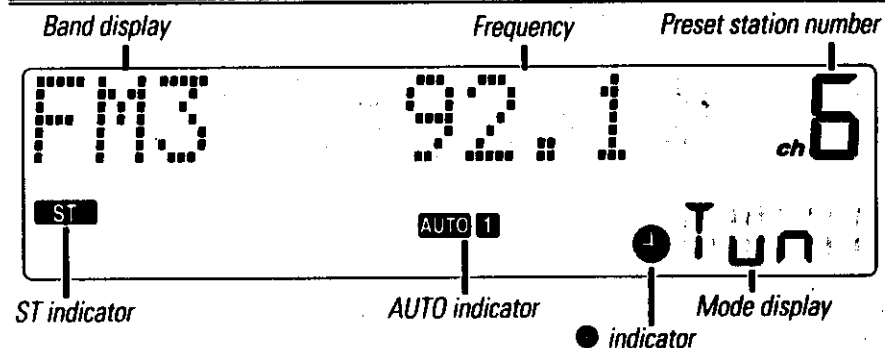 Band display Frequency Preset station number
FM3 92.1 ch 6
ST AUTO 1 Tun
ST indicator AUTO indicator Mode display
indicator